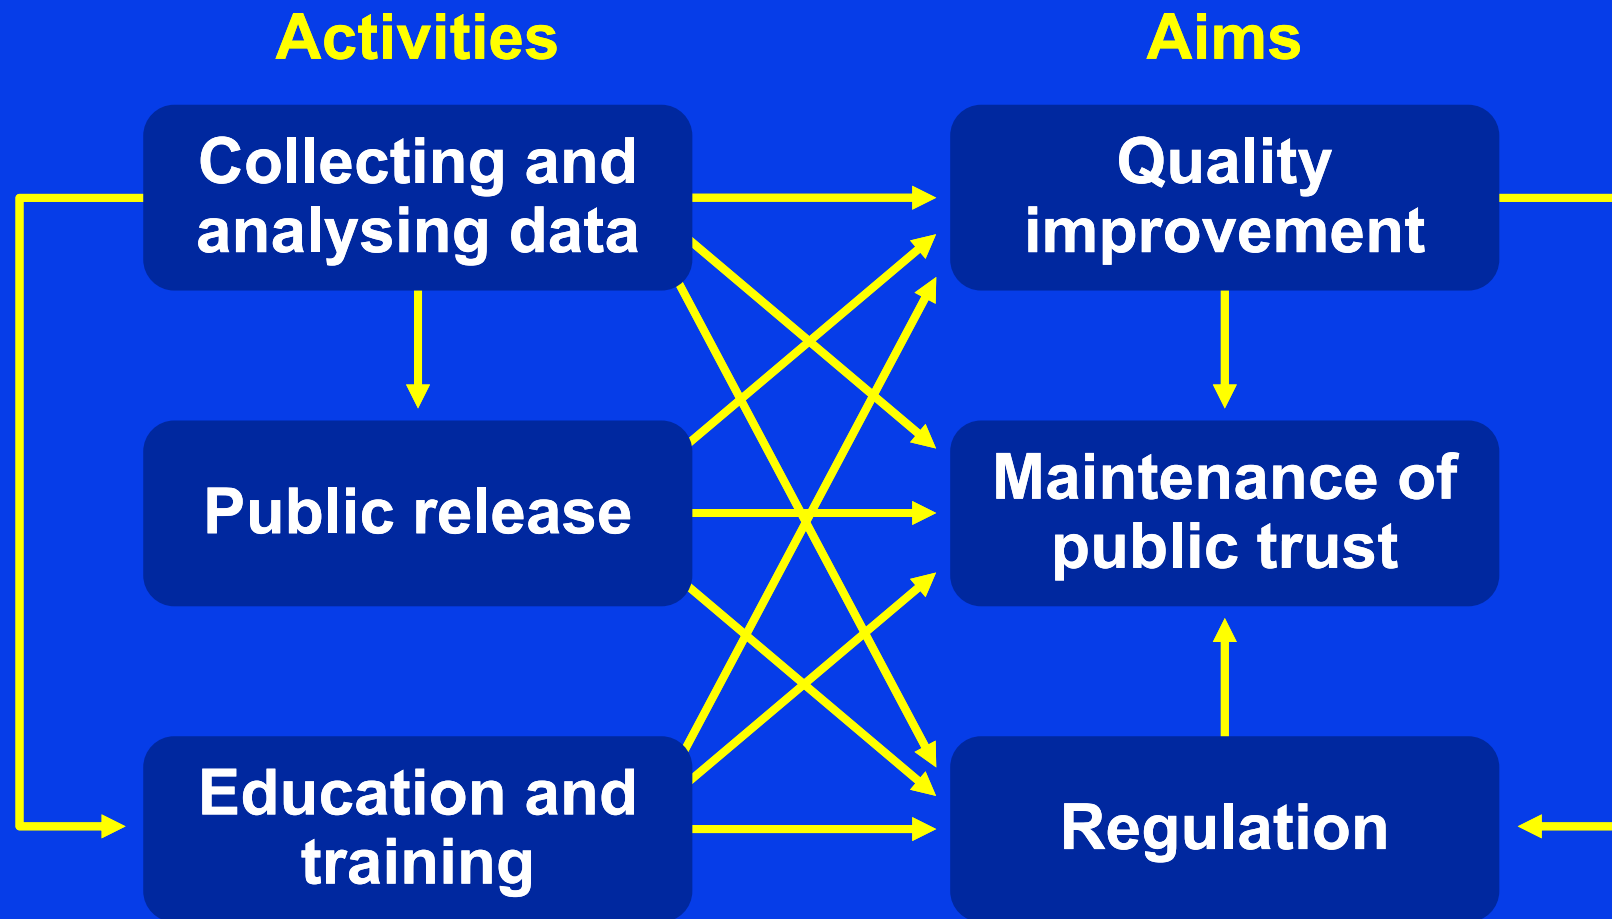 Activities
Aims
Collecting and
analysing data
Quality
improvement
Public release
Maintenance of
public trust
Education and
training
Regulation